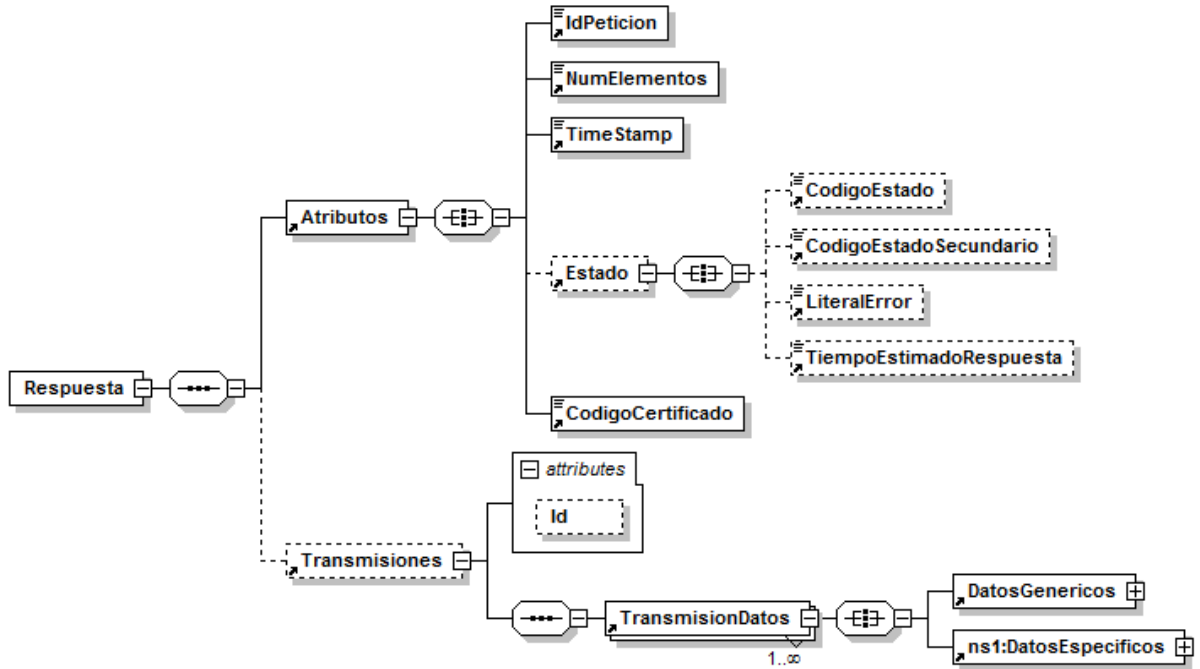 IdPeticion
NumElementos
TimeStamp
Atributos
CodigoEstado
CodigoEstadoSecundario
Estado
LiteralError
TiempoEstimadoRespuesta
Respuesta
CodigoCertificado
attributes
Id
Transmisiones
DatosGenericos
TransmisionDatos
ns1:DatosEspecificos
1..∞